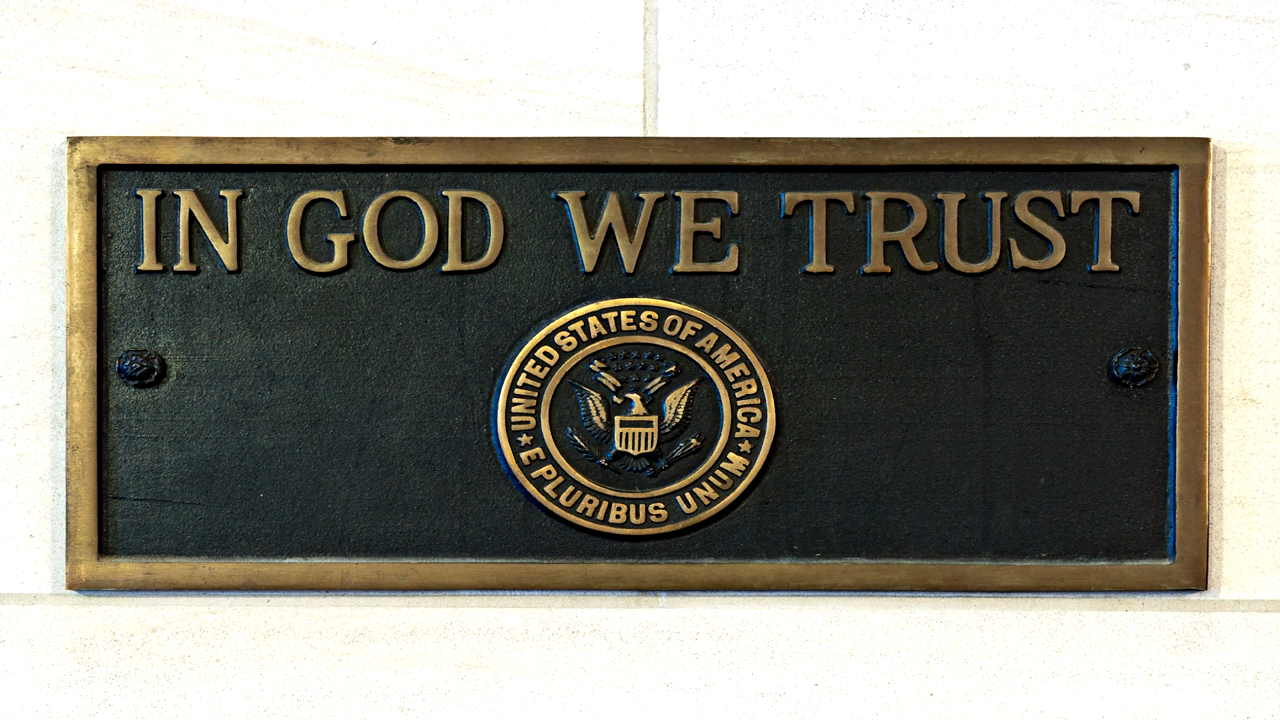 IN GOD WE TRUST
UNITED STATES OF AMERICA
★ E PLURIBUS UNUM ★